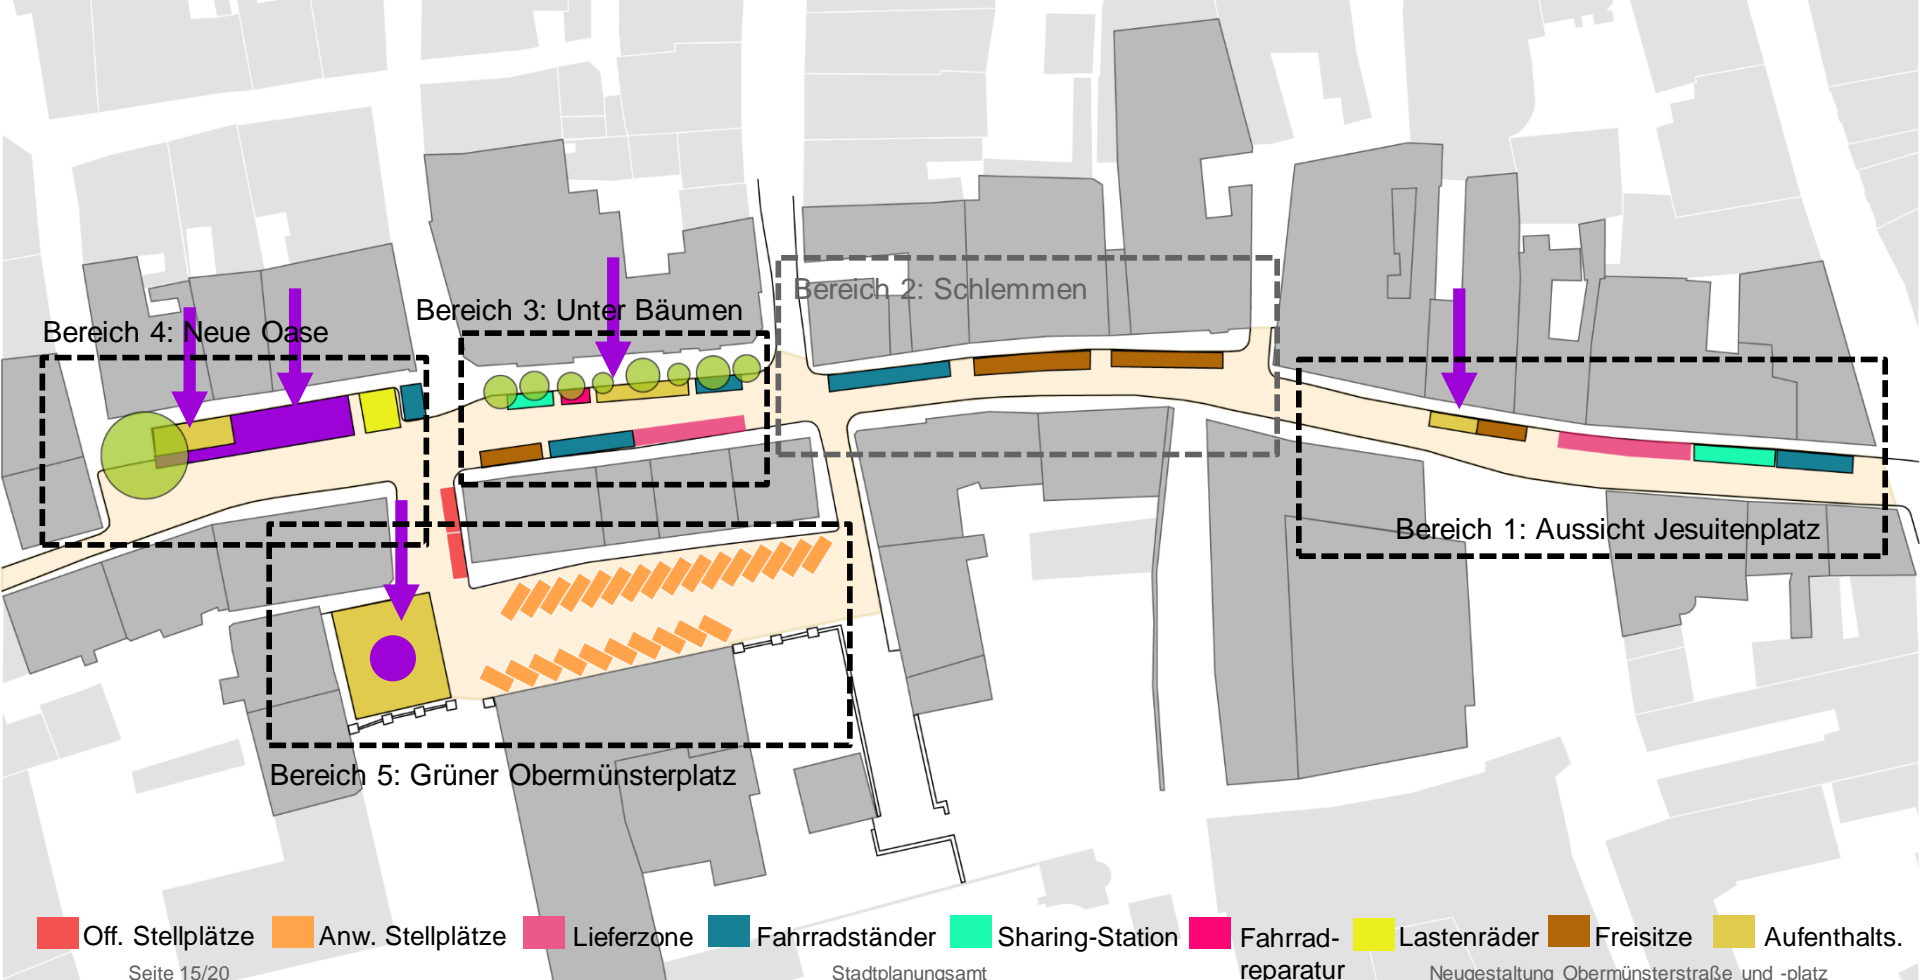 Bereich 2: Schlemmen
Bereich 3: Unter Bäumen
Bereich 4: Neue Oase
Bereich 1: Aussicht Jesuitenplatz
Bereich 5: Grüner Obermünsterplatz
Off. Stellplätze
Anw. Stellplätze
Lieferzone
Fahrradständer
Sharing-Station
Fahrrad-
reparatur
Lastenräder
Freisitze
Aufenthalts.
Seite 15/20
Stadtplanungsamt
Neugestaltung Obermünsterstraße und -platz